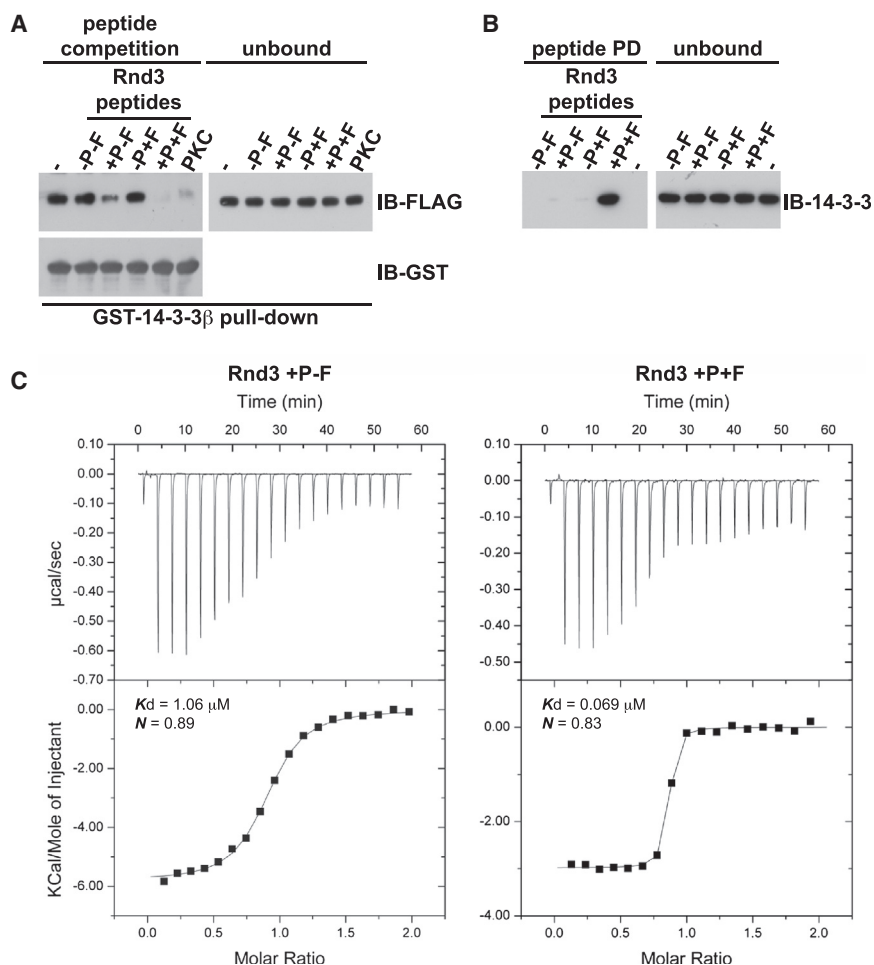 A
peptide
competition
unbound
Rnd3
peptides
-
-P-F
+P-F
-P+F
+P+F
PKC
-
-P-F
+P-F
-P+F
+P+F
PKC
IB-FLAG
IB-GST
GST-14-3-3β pull-down
B
peptide PD
unbound
Rnd3
peptides
-P-F
+P-F
-P+F
+P+F
-
-P-F
+P-F
-P+F
+P+F
-
IB-14-3-3
C
Rnd3 +P-F
Time (min)
0 10 20 30 40 50 60
0.10
0.00
-0.10
-0.20
-0.30
-0.40
-0.50
-0.60
-0.70
µcal/sec
Kd = 1.06 µM
N = 0.89
0.00
-2.00
-4.00
-6.00
KCal/Mole of Injectant
0.0 0.5 1.0 1.5 2.0
Molar Ratio
Rnd3 +P+F
Time (min)
0 10 20 30 40 50 60
0.10
0.00
-0.10
-0.20
-0.30
-0.40
-0.50
Kd = 0.069 µM
N = 0.83
0.00
-2.00
-4.00
0.0 0.5 1.0 1.5 2.0
Molar Ratio